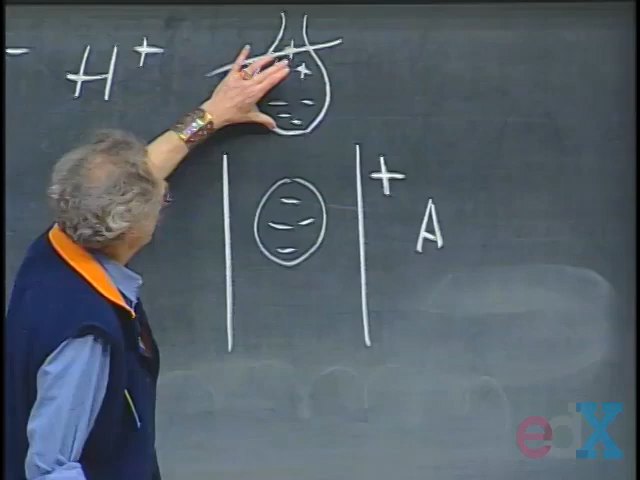 - H+
+
+
- - - -
+
- - - -
A
edX